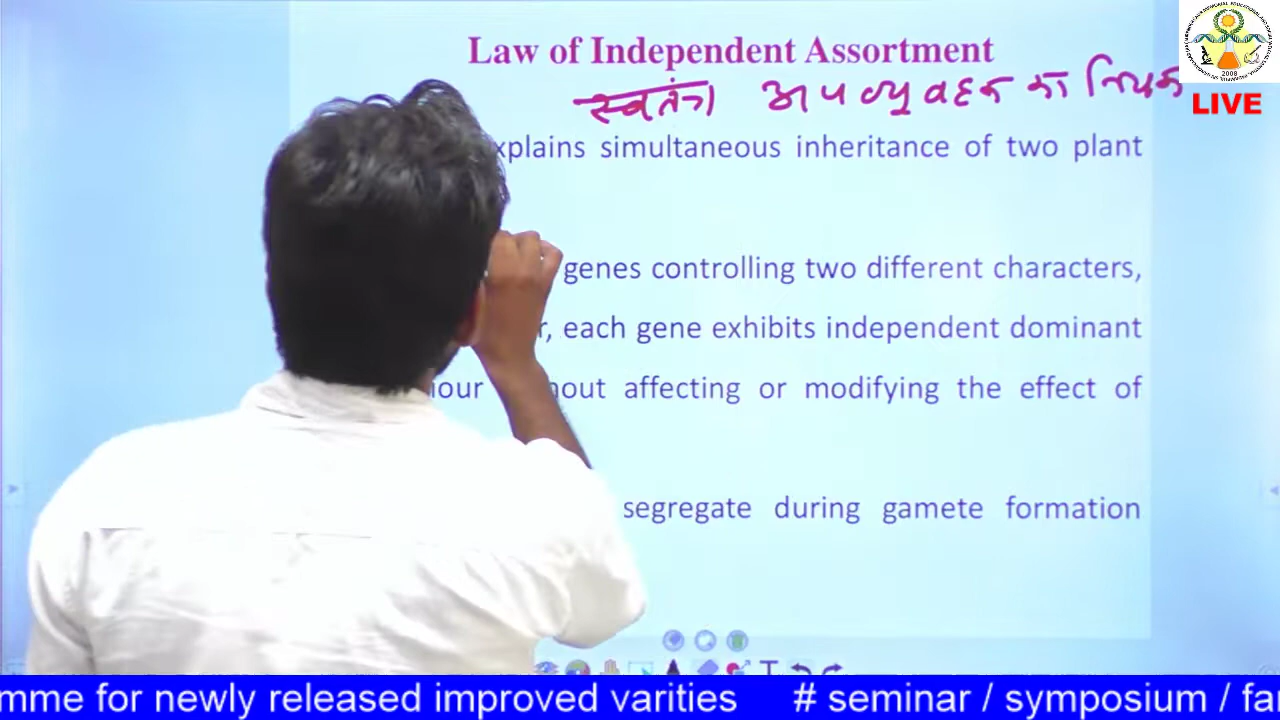 Law of Independent Assortment
स्वतंत्र अपव्यूहन का नियम
explains simultaneous inheritance of two plant
genes controlling two different characters,
each gene exhibits independent dominant
affecting or modifying the effect of
segregate during gamete formation
2008
LIVE
mme for newly released improved varities # seminar / symposium / fa